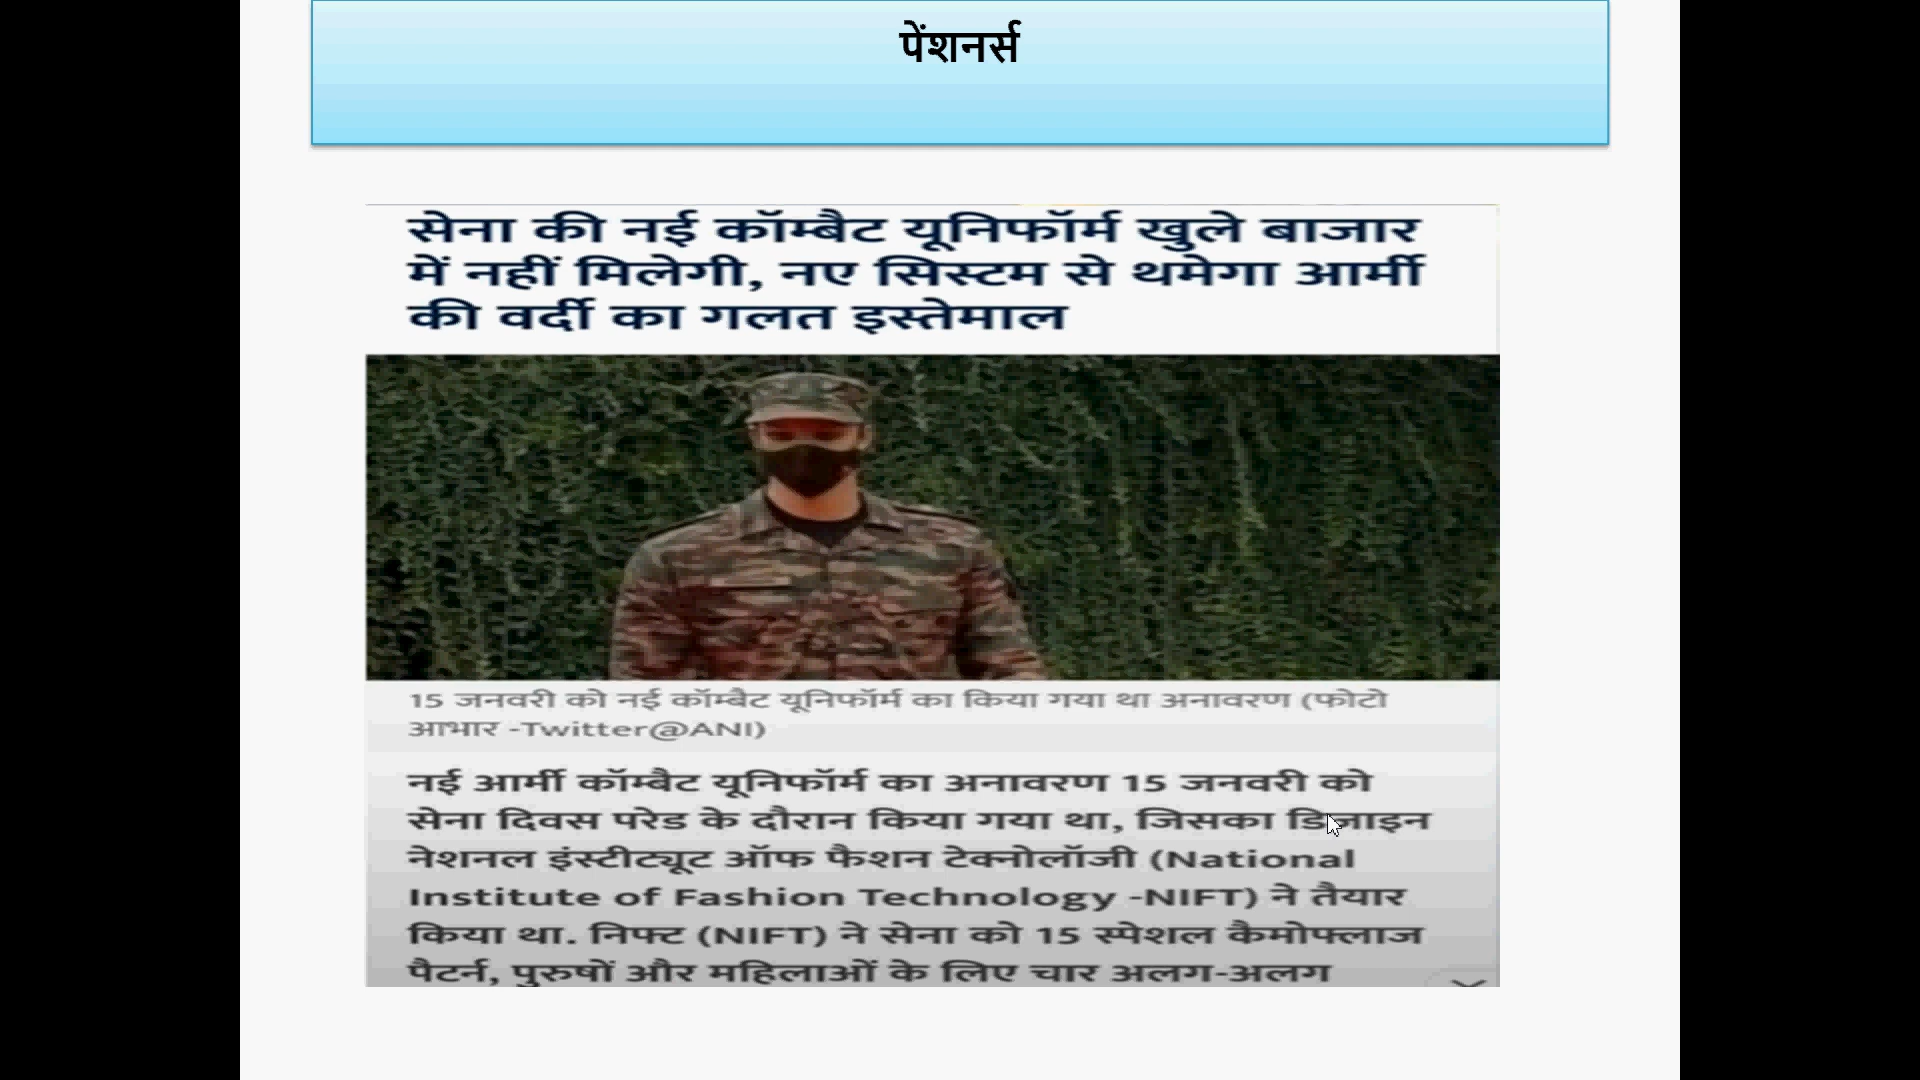 पेंशनर्स
सेना की नई कॉम्बैट यूनिफॉर्म खुले बाजार
में नहीं मिलेगी, नए सिस्टम से थमेगा आर्मी
की वर्दी का गलत इस्तेमाल
15 जनवरी को नई कॉम्बैट यूनिफॉर्म का किया गया था अनावरण (फोटो
आभार -Twitter@ANI)
नई आर्मी कॉम्बैट यूनिफॉर्म का अनावरण 15 जनवरी को
सेना दिवस परेड के दौरान किया गया था, जिसका डिजाइन
नेशनल इंस्टीट्यूट ऑफ फैशन टेक्नोलॉजी (National
Institute of Fashion Technology -NIFT) ने तैयार
किया था. निफ्ट (NIFT) ने सेना को 15 स्पेशल कैमोफ्लाज
पैटर्न, पुरुषों और महिलाओं के लिए चार अलग-अलग